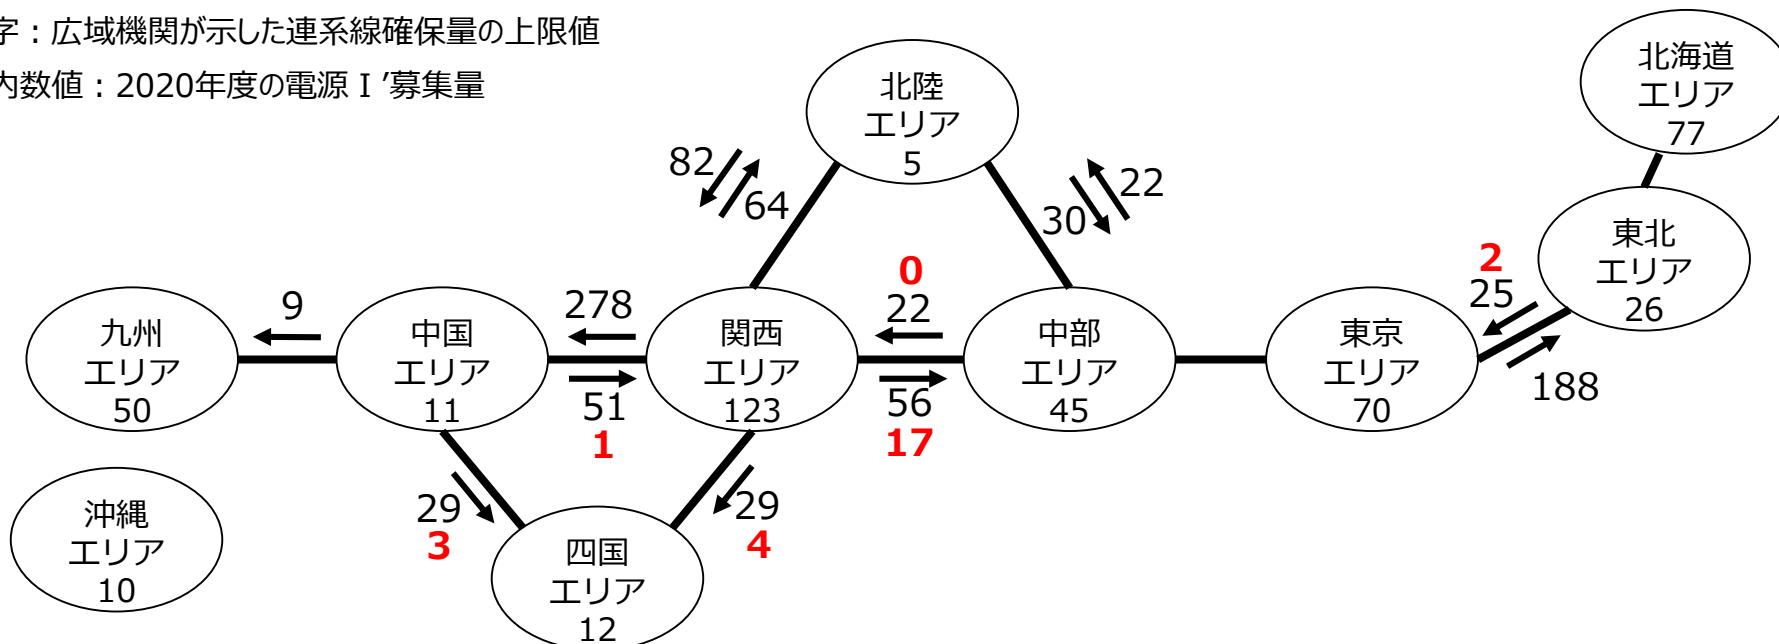 字：広域機関が示した連系線確保量の上限値
内数値：2020年度の電源Ⅰ’募集量
北陸
エリア
5
北海道
エリア
77
82
64
22
30
東北
エリア
26
0
22
2
25
9
278
九州
エリア
50
中国
エリア
11
関西
エリア
123
中部
エリア
45
東京
エリア
70
188
51
1
56
17
沖縄
エリア
10
29
3
29
4
四国
エリア
12